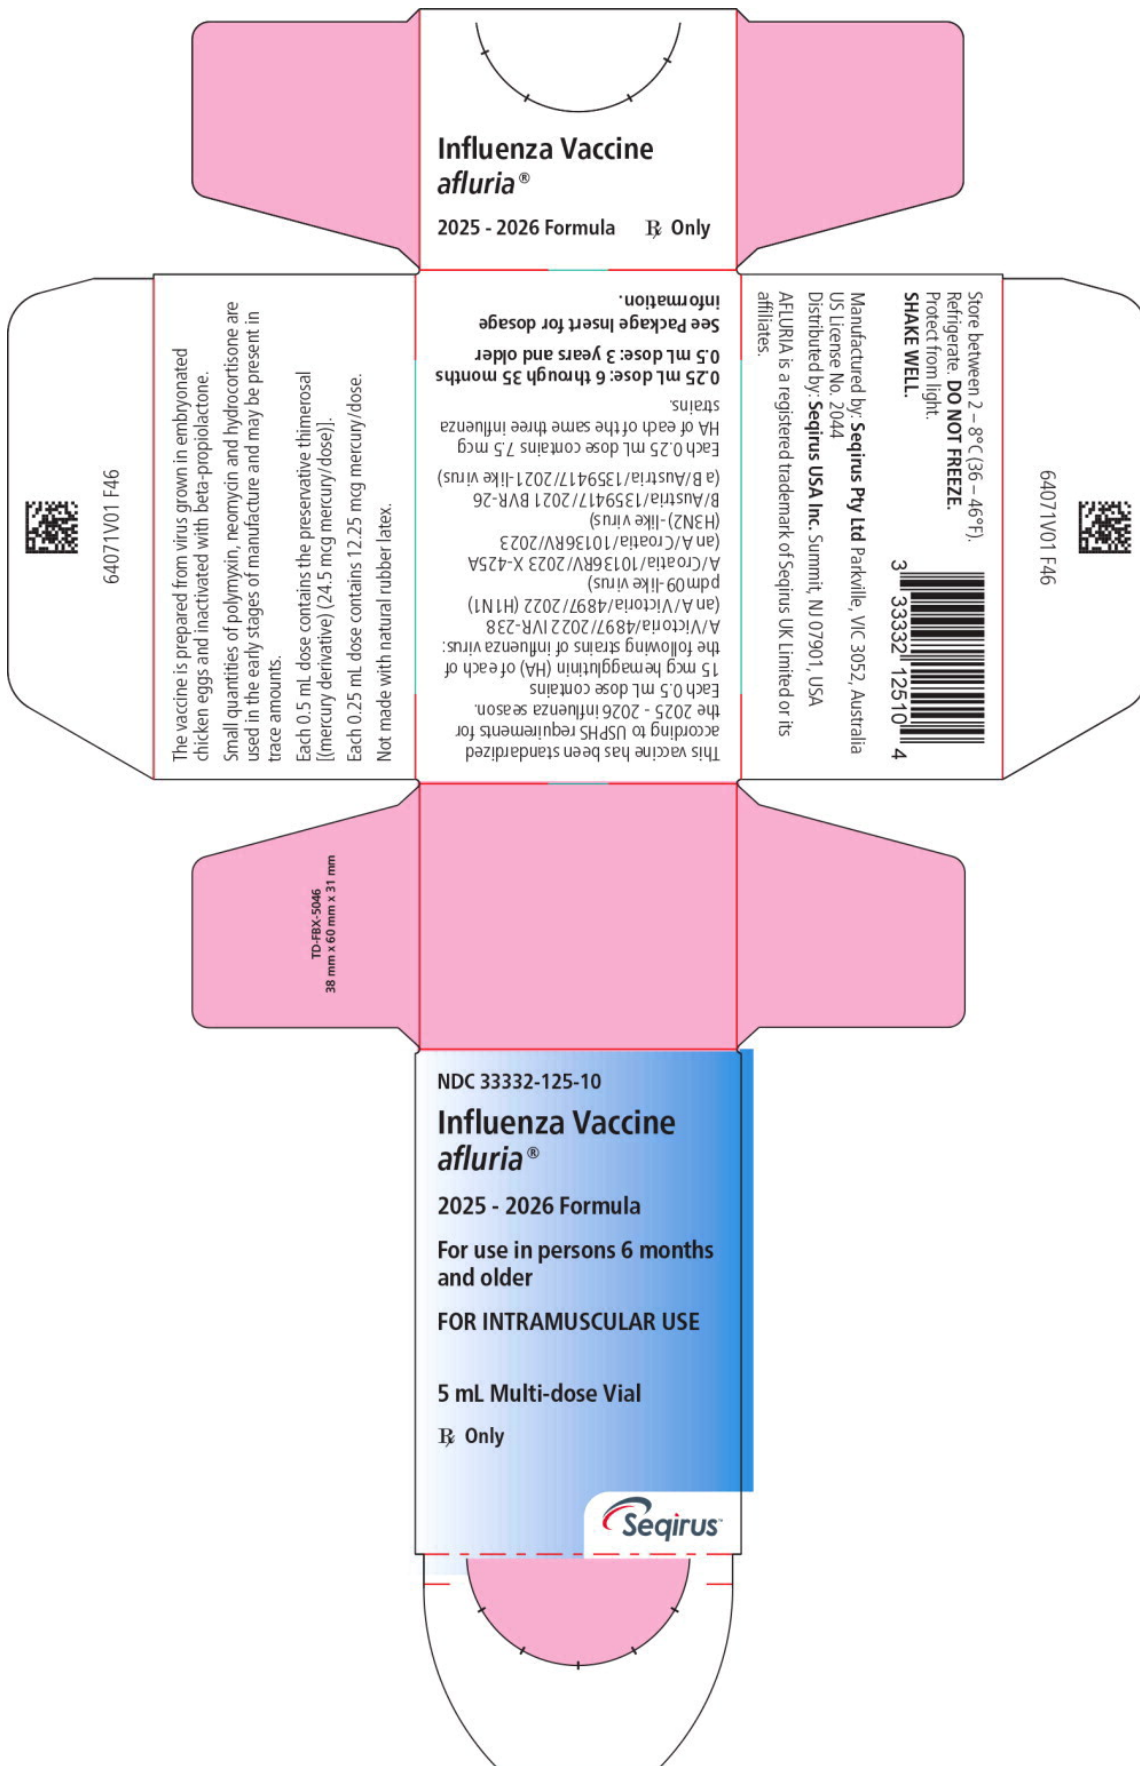 Influenza Vaccine
afluria®
2025 - 2026 Formula ℞ Only
64071V01 F46
The vaccine is prepared from virus grown in embryonated
chicken eggs and inactivated with beta-propiolactone.
Small quantities of polymyxin, neomycin and hydrocortisone are
used in the early stages of manufacture and may be present in
trace amounts.
Each 0.5 mL dose contains the preservative thimerosal
[(mercury derivative) (24.5 mcg mercury/dose)].
Each 0.25 mL dose contains 12.25 mcg mercury/dose.
Not made with natural rubber latex.
This vaccine has been standardized
according to USPHS requirements for
the 2025 - 2026 influenza season.
Each 0.5 mL dose contains
15 mcg hemagglutinin (HA) of each of
the following strains of influenza virus:
A/Victoria/4897/2022 IVR-238
(an A/Victoria/4897/2022 (H1N1)
pdm09-like virus)
A/Croatia/10136RV/2023 X-425A
(an A/Croatia/10136RV/2023
(H3N2)-like virus)
B/Austria/1359417/2021 BVR-26
(a B/Austria/1359417/2021-like virus)
Each 0.25 mL dose contains 7.5 mcg
HA of each of the same three influenza
strains.
0.25 mL dose: 6 through 35 months
0.5 mL dose: 3 years and older
See Package Insert for dosage
information.
Store between 2 – 8°C (36 – 46°F).
Refrigerate. DO NOT FREEZE.
Protect from light.
SHAKE WELL.
Manufactured by: Seqirus Pty Ltd Parkville, VIC 3052, Australia
US License No. 2044
Distributed by: Seqirus USA Inc. Summit, NJ 07901, USA
AFLURIA is a registered trademark of Seqirus UK Limited or its
affiliates.
3 33332 12510 4
64071V01 F46
TD-FBX-5046
38 mm x 60 mm x 31 mm
NDC 33332-125-10
Influenza Vaccine
afluria®
2025 - 2026 Formula
For use in persons 6 months
and older
FOR INTRAMUSCULAR USE
5 mL Multi-dose Vial
℞ Only
Seqirus™